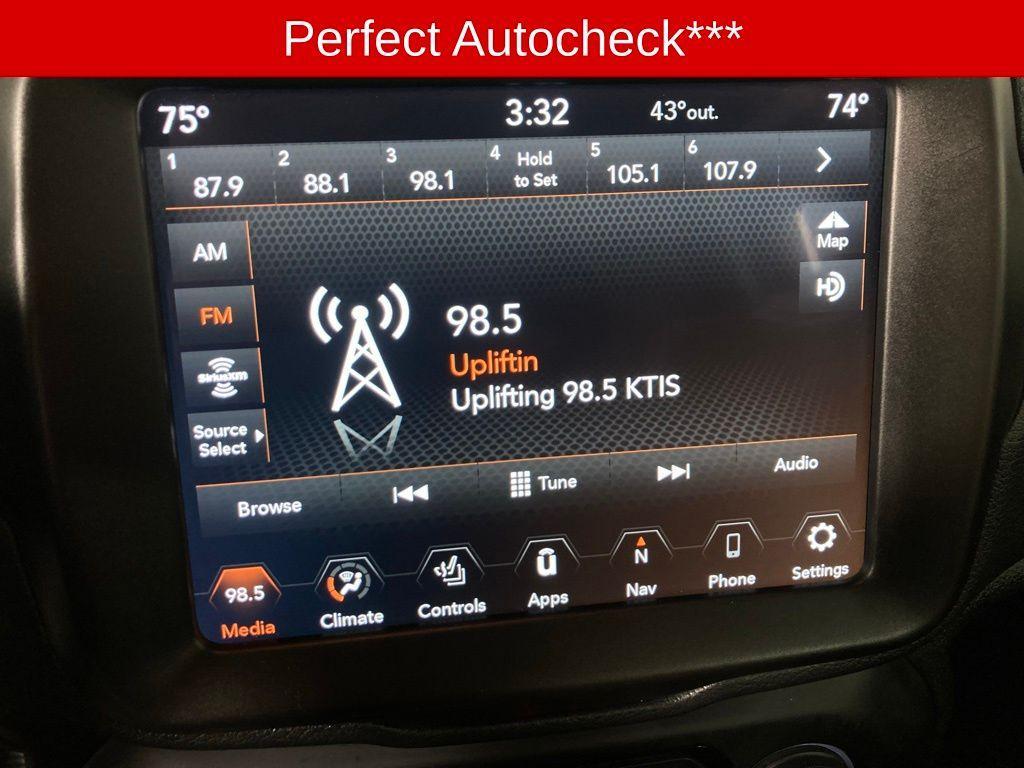 Perfect Autocheck***
75° 3:32 43°out. 74°
1 2 3 4 Hold 5 6
87.9 88.1 98.1 to Set 105.1 107.9
AM
Map
FM
HD
98.5
Upliftin
SiriusXM
Uplifting 98.5 KTIS
Source
Select
Browse Tune Audio
98.5 N
Media Climate Controls Apps Nav Phone Settings